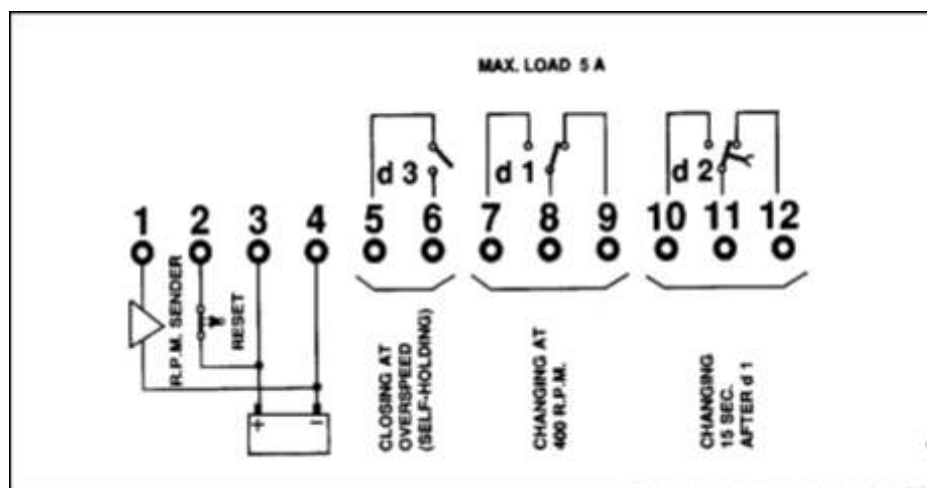 MAX. LOAD 5 A
d 3
d 1
d 2
1 2 3 4 5 6 7 8 9 10 11 12
R.P.M. SENDER
RESET
+ −
CLOSING AT
OVERSPEED
(SELF-HOLDING)
CHANGING AT
400 R.P.M.
CHANGING
15 SEC.
AFTER d 1